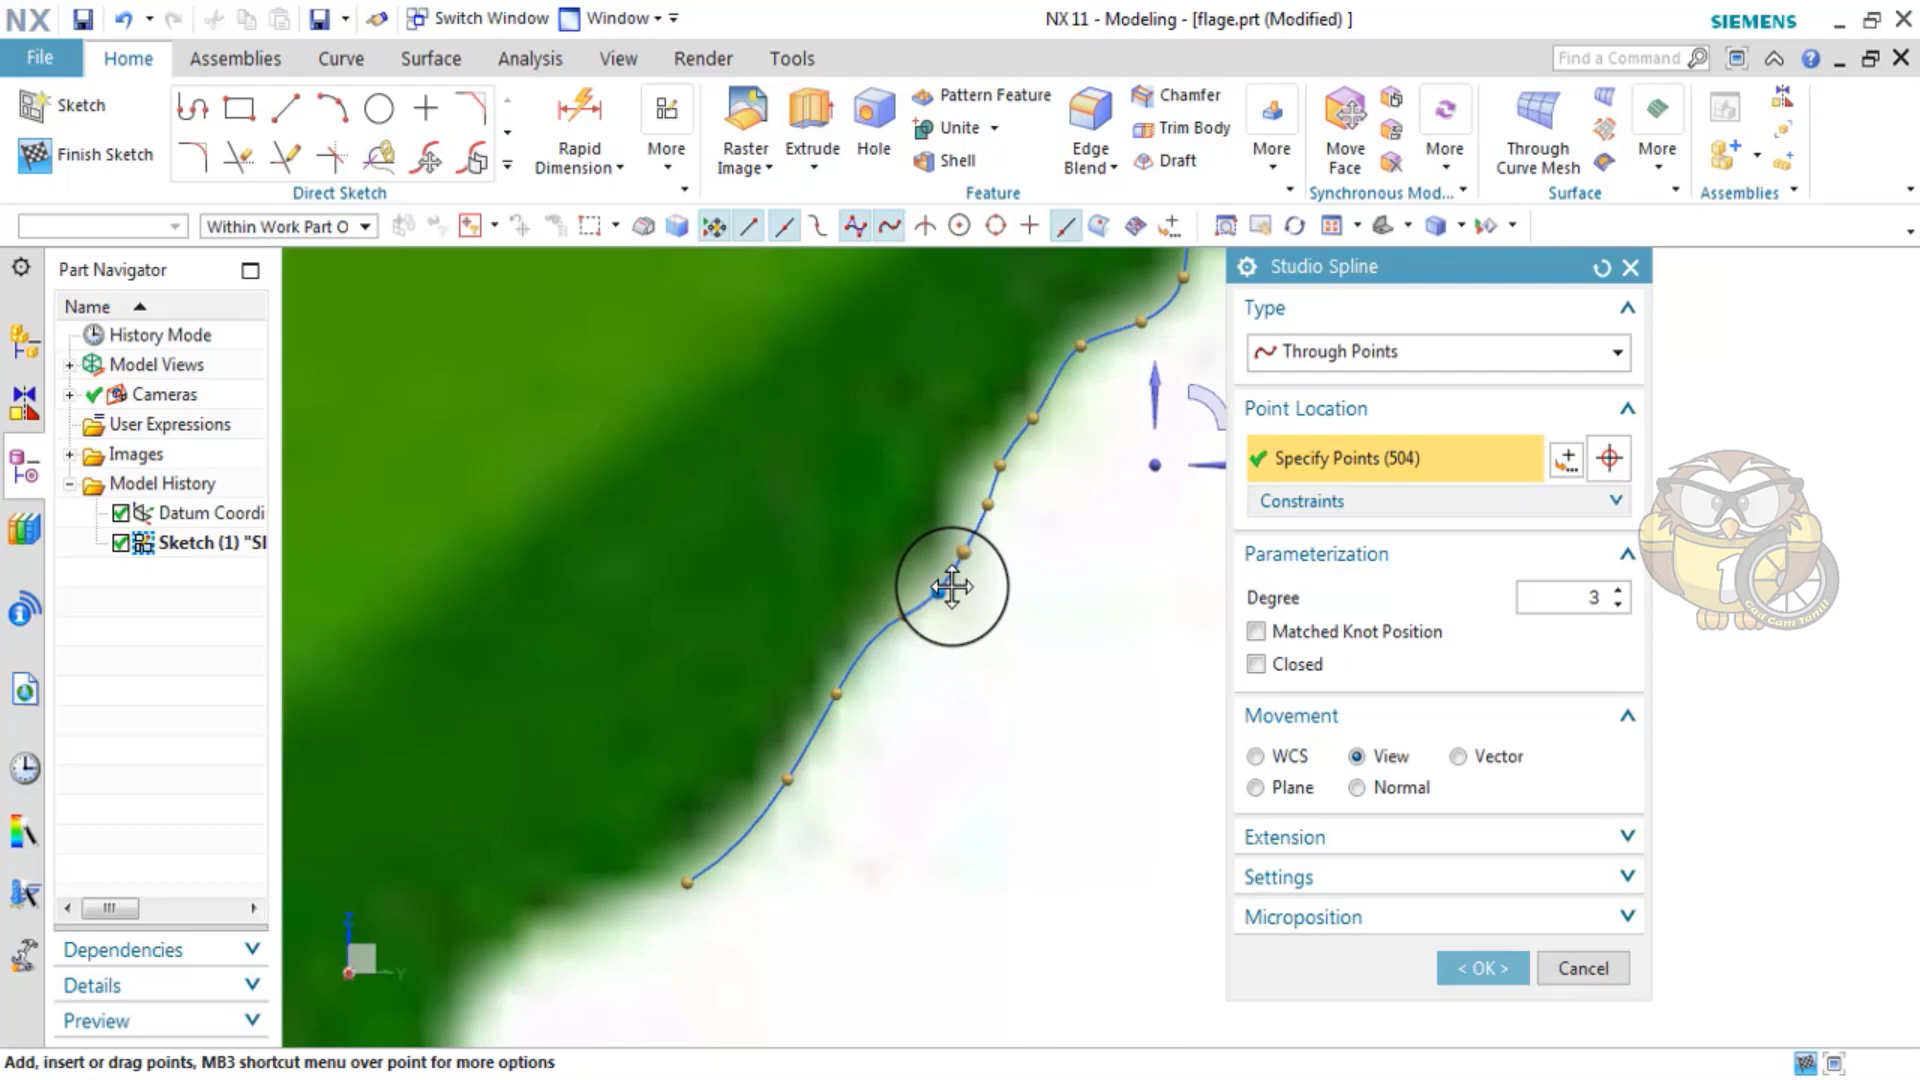 NX
Switch Window
Window
NX 11 - Modeling - [flage.prt (Modified) ]
SIEMENS
File
Home
Assemblies
Curve
Surface
Analysis
View
Render
Tools
Find a Command
Sketch
Finish Sketch
Direct Sketch
Rapid
Dimension
More
Raster
Image
Extrude
Hole
Pattern Feature
Unite
Shell
Edge
Blend
Chamfer
Trim Body
Draft
More
Feature
Move
Face
More
Synchronous Mod...
Through
Curve Mesh
More
Surface
Assemblies
Within Work Part O
Part Navigator
Name
History Mode
Model Views
Cameras
User Expressions
Images
Model History
Datum Coordi
Sketch (1) "SI
Dependencies
Details
Preview
Z
Y
Studio Spline
Type
Through Points
Point Location
Specify Points (504)
Constraints
Parameterization
Degree
3
Matched Knot Position
Closed
Movement
WCS
View
Vector
Plane
Normal
Extension
Settings
Microposition
< OK >
Cancel
Cad Cam Tamil
Add, insert or drag points, MB3 shortcut menu over point for more options